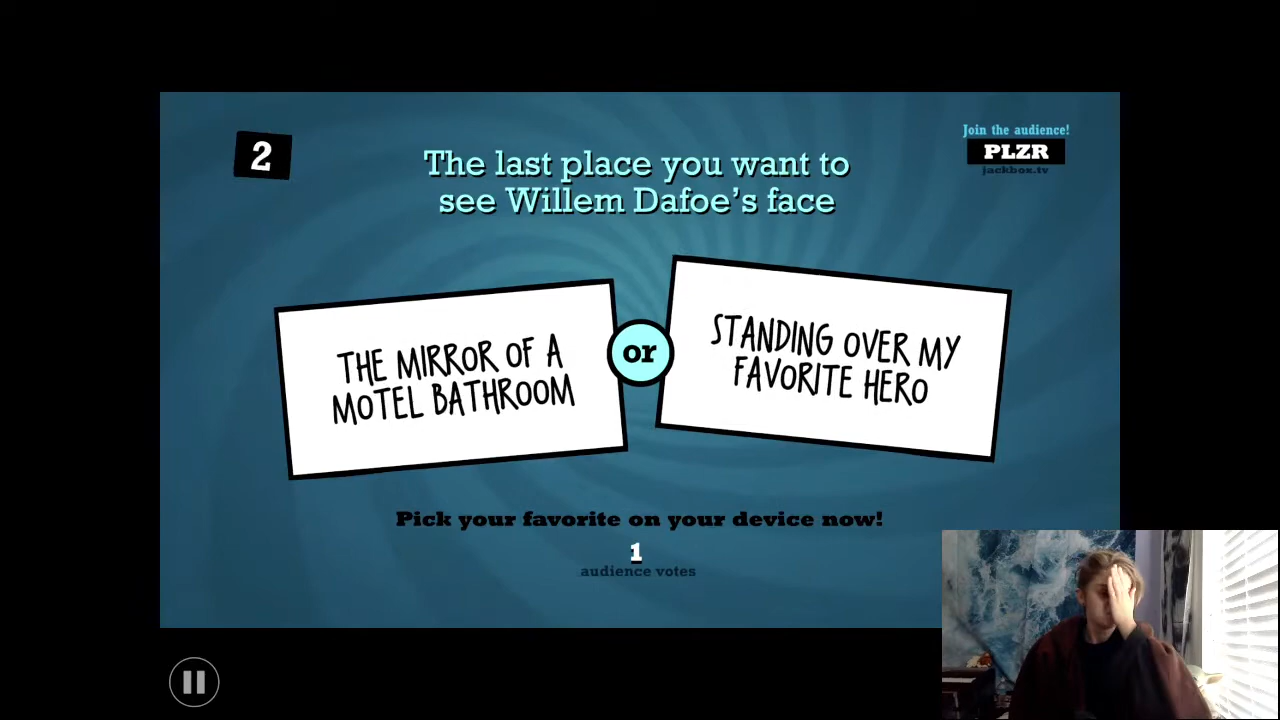 2
The last place you want to
see Willem Dafoe's face
Join the audience!
PLZR
jackbox.tv
THE MIRROR OF A
MOTEL BATHROOM
or
STANDING OVER MY
FAVORITE HERO
Pick your favorite on your device now!
1
audience votes